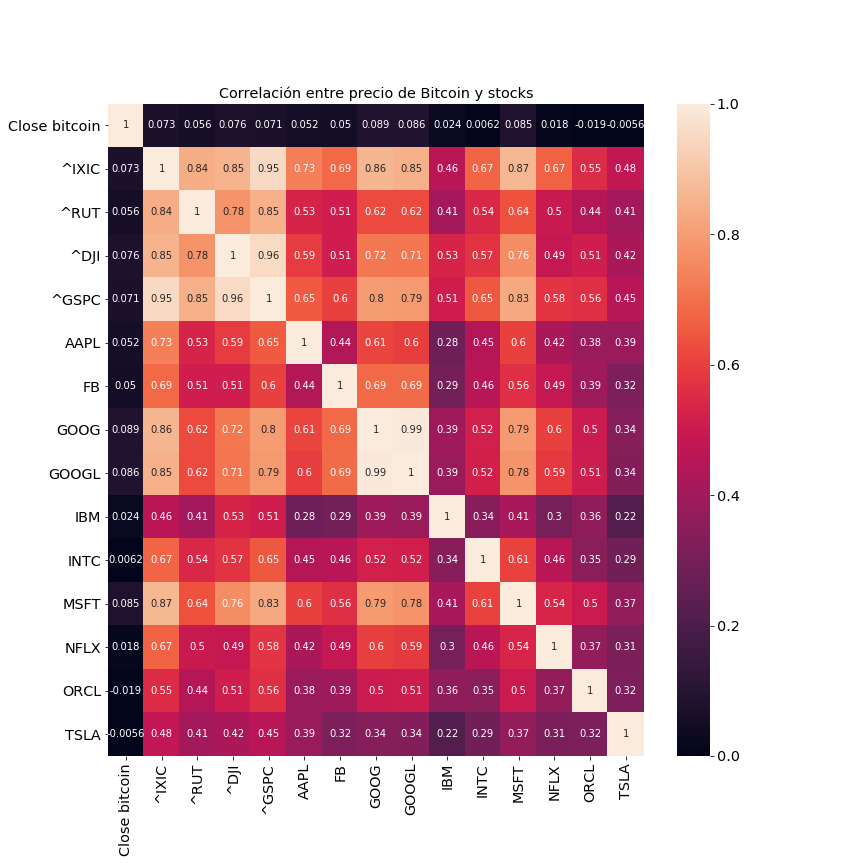 Correlación entre precio de Bitcoin y stocks
Close bitcoin 1 0.073 0.056 0.076 0.071 0.052 0.05 0.089 0.086 0.024 0.0062 0.085 0.018 -0.019 -0.0056
^IXIC 0.073 1 0.84 0.85 0.95 0.73 0.69 0.86 0.85 0.46 0.67 0.87 0.67 0.55 0.48
^RUT 0.056 0.84 1 0.78 0.85 0.53 0.51 0.62 0.62 0.41 0.54 0.64 0.5 0.44 0.41
^DJI 0.076 0.85 0.78 1 0.96 0.59 0.51 0.72 0.71 0.53 0.57 0.76 0.49 0.51 0.42
^GSPC 0.071 0.95 0.85 0.96 1 0.65 0.6 0.8 0.79 0.51 0.65 0.83 0.58 0.56 0.45
AAPL 0.052 0.73 0.53 0.59 0.65 1 0.44 0.61 0.6 0.28 0.45 0.6 0.42 0.38 0.39
FB 0.05 0.69 0.51 0.51 0.6 0.44 1 0.69 0.69 0.29 0.46 0.56 0.49 0.39 0.32
GOOG 0.089 0.86 0.62 0.72 0.8 0.61 0.69 1 0.99 0.39 0.52 0.79 0.6 0.5 0.34
GOOGL 0.086 0.85 0.62 0.71 0.79 0.6 0.69 0.99 1 0.39 0.52 0.78 0.59 0.51 0.34
IBM 0.024 0.46 0.41 0.53 0.51 0.28 0.29 0.39 0.39 1 0.34 0.41 0.3 0.36 0.22
INTC 0.0062 0.67 0.54 0.57 0.65 0.45 0.46 0.52 0.52 0.34 1 0.61 0.46 0.35 0.29
MSFT 0.085 0.87 0.64 0.76 0.83 0.6 0.56 0.79 0.78 0.41 0.61 1 0.54 0.5 0.37
NFLX 0.018 0.67 0.5 0.49 0.58 0.42 0.49 0.6 0.59 0.3 0.46 0.54 1 0.37 0.31
ORCL -0.019 0.55 0.44 0.51 0.56 0.38 0.39 0.5 0.51 0.36 0.35 0.5 0.37 1 0.32
TSLA -0.0056 0.48 0.41 0.42 0.45 0.39 0.32 0.34 0.34 0.22 0.29 0.37 0.31 0.32 1
Close bitcoin ^IXIC ^RUT ^DJI ^GSPC AAPL FB GOOG GOOGL IBM INTC MSFT NFLX ORCL TSLA
1.0
0.8
0.6
0.4
0.2
0.0